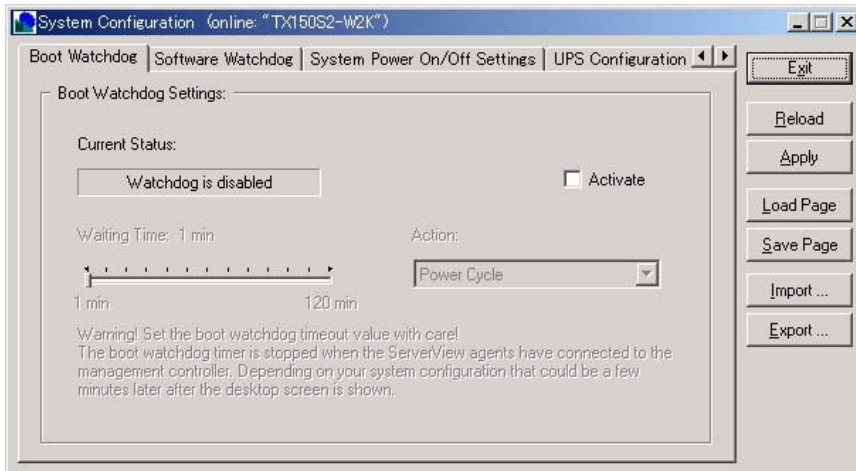 System Configuration (online: "TX150S2-W2K")
Boot Watchdog
Software Watchdog
System Power On/Off Settings
UPS Configuration
Boot Watchdog Settings:
Current Status:
Watchdog is disabled
Activate
Waiting Time: 1 min
Action:
Power Cycle
1 min
120 min
Warning! Set the boot watchdog timeout value with care!
The boot watchdog timer is stopped when the ServerView agents have connected to the
management controller. Depending on your system configuration that could be a few
minutes later after the desktop screen is shown.
Exit
Reload
Apply
Load Page
Save Page
Import ...
Export ...